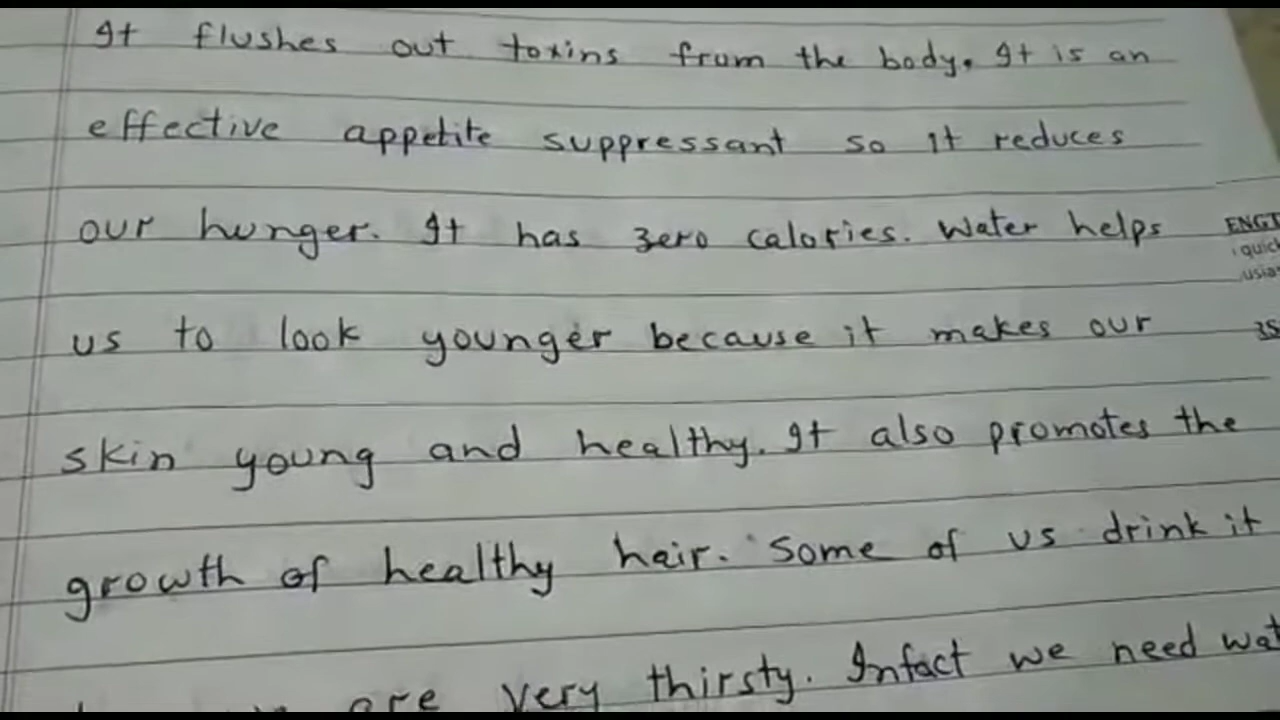 It flushes out toxins from the body. It is an
effective appetite suppressant so it reduces
our hunger. It has zero calories. Water helps
us to look younger because it makes our
skin young and healthy. It also promotes the
growth of healthy hair. Some of us drink it
are very thirsty. Infact we need
ENGT
quick